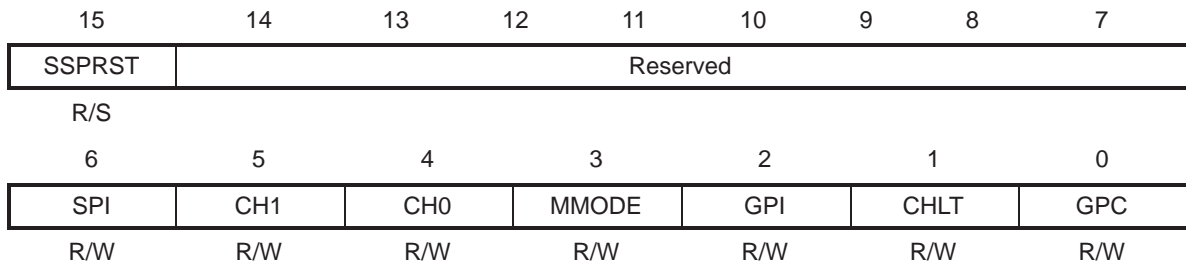 15 14 13 12 11 10 9 8 7
SSPRST Reserved
R/S
6 5 4 3 2 1 0
SPI CH1 CH0 MMODE GPI CHLT GPC
R/W R/W R/W R/W R/W R/W R/W